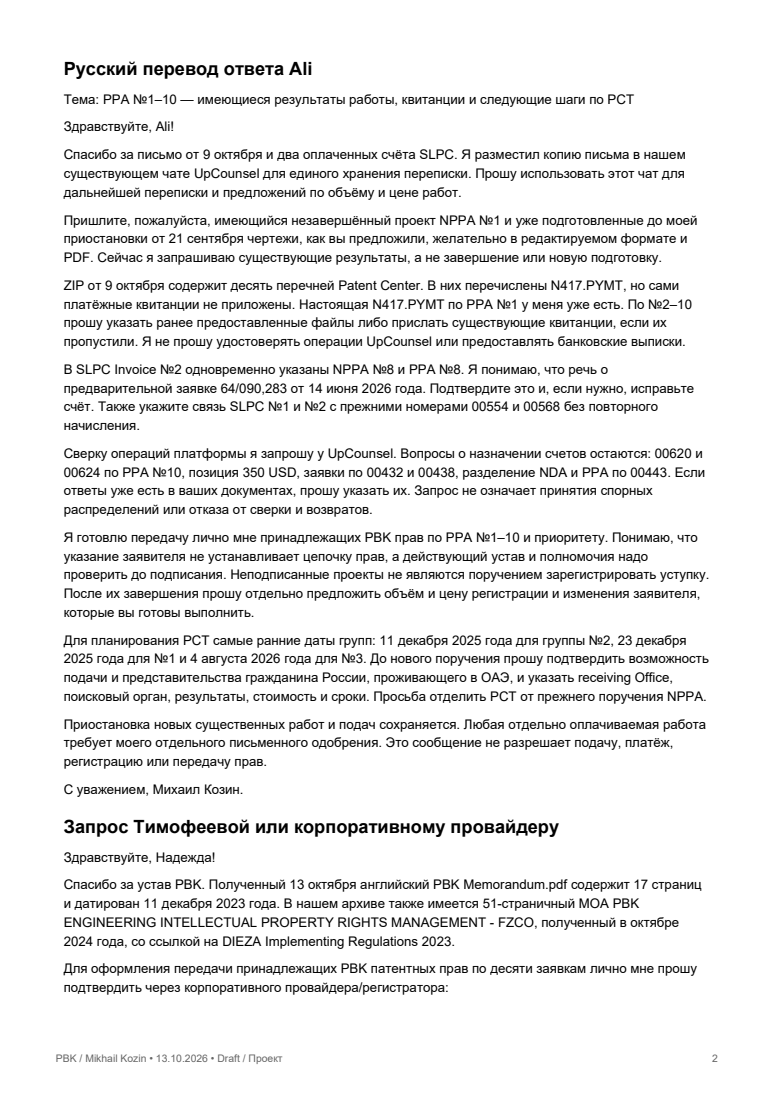 Русский перевод ответа Ali
Тема: PPA №1–10 — имеющиеся результаты работы, квитанции и следующие шаги по PCT
Здравствуйте, Ali!
Спасибо за письмо от 9 октября и два оплаченных счёта SLPC. Я разместил копию письма в нашем
существующем чате UpCounsel для единого хранения переписки. Прошу использовать этот чат для
дальнейшей переписки и предложений по объёму и цене работ.
Пришлите, пожалуйста, имеющийся незавершённый проект NPPA №1 и уже подготовленные до моей
приостановки от 21 сентября чертежи, как вы предложили, желательно в редактируемом формате и
PDF. Сейчас я запрашиваю существующие результаты, а не завершение или новую подготовку.
ZIP от 9 октября содержит десять перечней Patent Center. В них перечислены N417.PYMT, но сами
платёжные квитанции не приложены. Настоящая N417.PYMT по PPA №1 у меня уже есть. По №2–10
прошу указать ранее предоставленные файлы либо прислать существующие квитанции, если их
пропустили. Я не прошу удостоверять операции UpCounsel или предоставлять банковские выписки.
В SLPC Invoice №2 одновременно указаны NPPA №8 и PPA №8. Я понимаю, что речь о
предварительной заявке 64/090,283 от 14 июня 2026 года. Подтвердите это и, если нужно, исправьте
счёт. Также укажите связь SLPC №1 и №2 с прежними номерами 00554 и 00568 без повторного
начисления.
Сверку операций платформы я запрошу у UpCounsel. Вопросы о назначении счетов остаются: 00620 и
00624 по PPA №10, позиция 350 USD, заявки по 00432 и 00438, разделение NDA и PPA по 00443. Если
ответы уже есть в ваших документах, прошу указать их. Запрос не означает принятия спорных
распределений или отказа от сверки и возвратов.
Я готовлю передачу лично мне принадлежащих PBK прав по PPA №1–10 и приоритету. Понимаю, что
указание заявителя не устанавливает цепочку прав, а действующий устав и полномочия надо
проверить до подписания. Неподписанные проекты не являются поручением зарегистрировать уступку.
После их завершения прошу отдельно предложить объём и цену регистрации и изменения заявителя,
которые вы готовы выполнить.
Для планирования PCT самые ранние даты групп: 11 декабря 2025 года для группы №2, 23 декабря
2025 года для №1 и 4 августа 2026 года для №3. До нового поручения прошу подтвердить возможность
подачи и представительства гражданина России, проживающего в ОАЭ, и указать receiving Office,
поисковый орган, результаты, стоимость и сроки. Просьба отделить PCT от прежнего поручения NPPA.
Приостановка новых существенных работ и подач сохраняется. Любая отдельно оплачиваемая работа
требует моего отдельного письменного одобрения. Это сообщение не разрешает подачу, платёж,
регистрацию или передачу прав.
С уважением, Михаил Козин.
Запрос Тимофеевой или корпоративному провайдеру
Здравствуйте, Надежда!
Спасибо за устав PBK. Полученный 13 октября английский PBK Memorandum.pdf содержит 17 страниц
и датирован 11 декабря 2023 года. В нашем архиве также имеется 51-страничный MOA PBK
ENGINEERING INTELLECTUAL PROPERTY RIGHTS MANAGEMENT - FZCO, полученный в октябре
2024 года, со ссылкой на DIEZA Implementing Regulations 2023.
Для оформления передачи принадлежащих PBK патентных прав по десяти заявкам лично мне прошу
подтвердить через корпоративного провайдера/регистратора:
PBK / Mikhail Kozin • 13.10.2026 • Draft / Проект
2